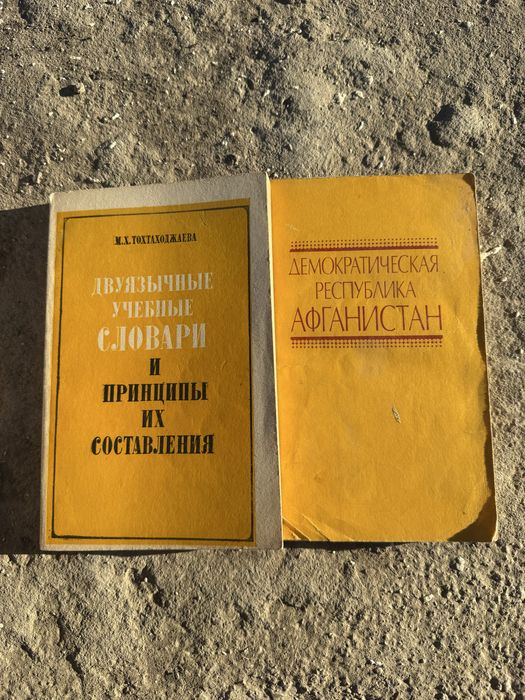 М.Х.ТОХТАХОДЖАЕВА
ДВУЯЗЫЧНЫЕ
УЧЕБНЫЕ
СЛОВАРИ
И
ПРИНЦИПЫ
ИХ
СОСТАВЛЕНИЯ
ДЕМОКРАТИЧЕСКАЯ
РЕСПУБЛИКА
АФГАНИСТАН